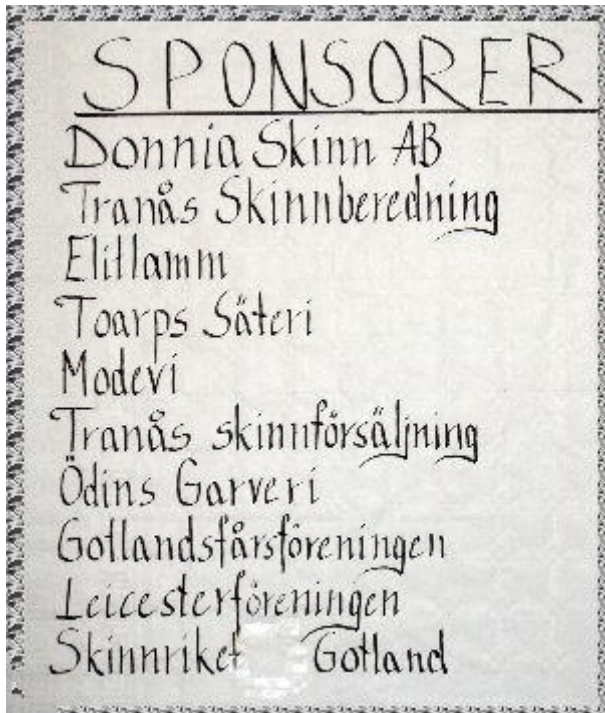 SPONSORER
Donnia Skinn AB
Tranås Skinnberedning
Elitlamm
Toarps Säteri
Modevi
Tranås skinnförsäljning
Ödins Garveri
Gotlandsfårsföreningen
Leicesterföreningen
Skinnriket Gotland